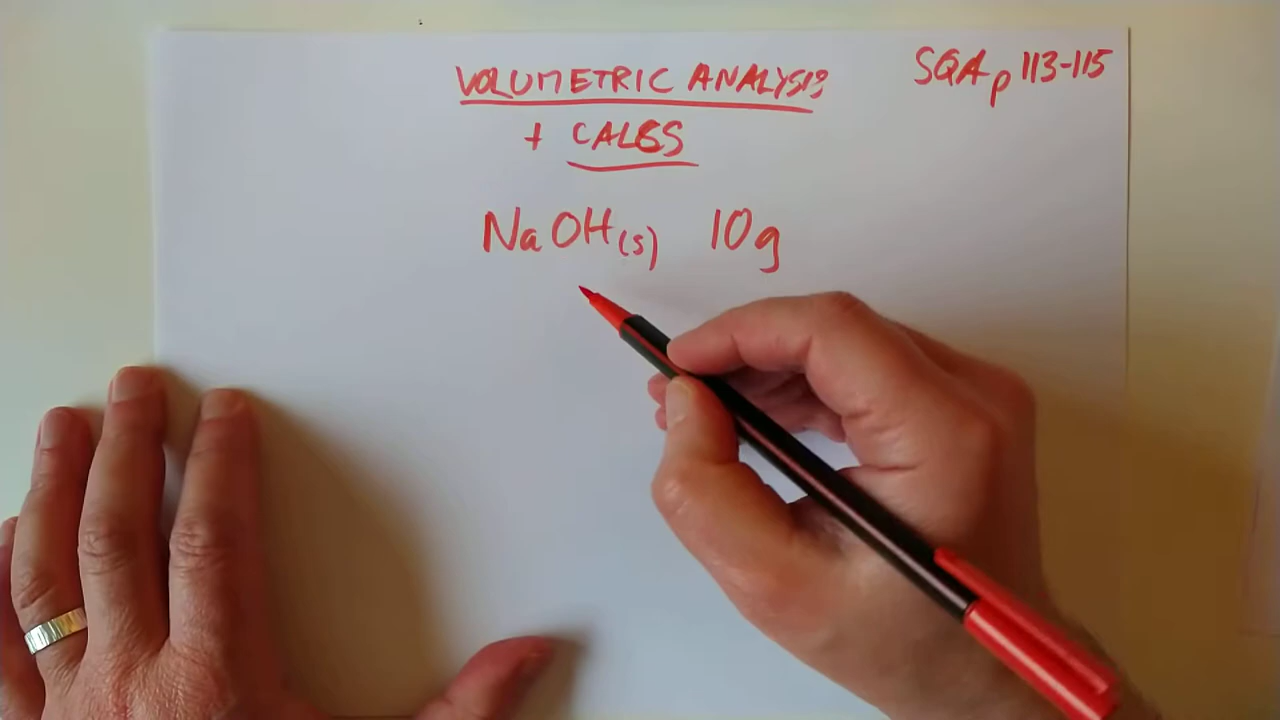 VOLUMETRIC ANALYSIS
+ CALCS
SQA p 113-115
NaOH(s) 10g